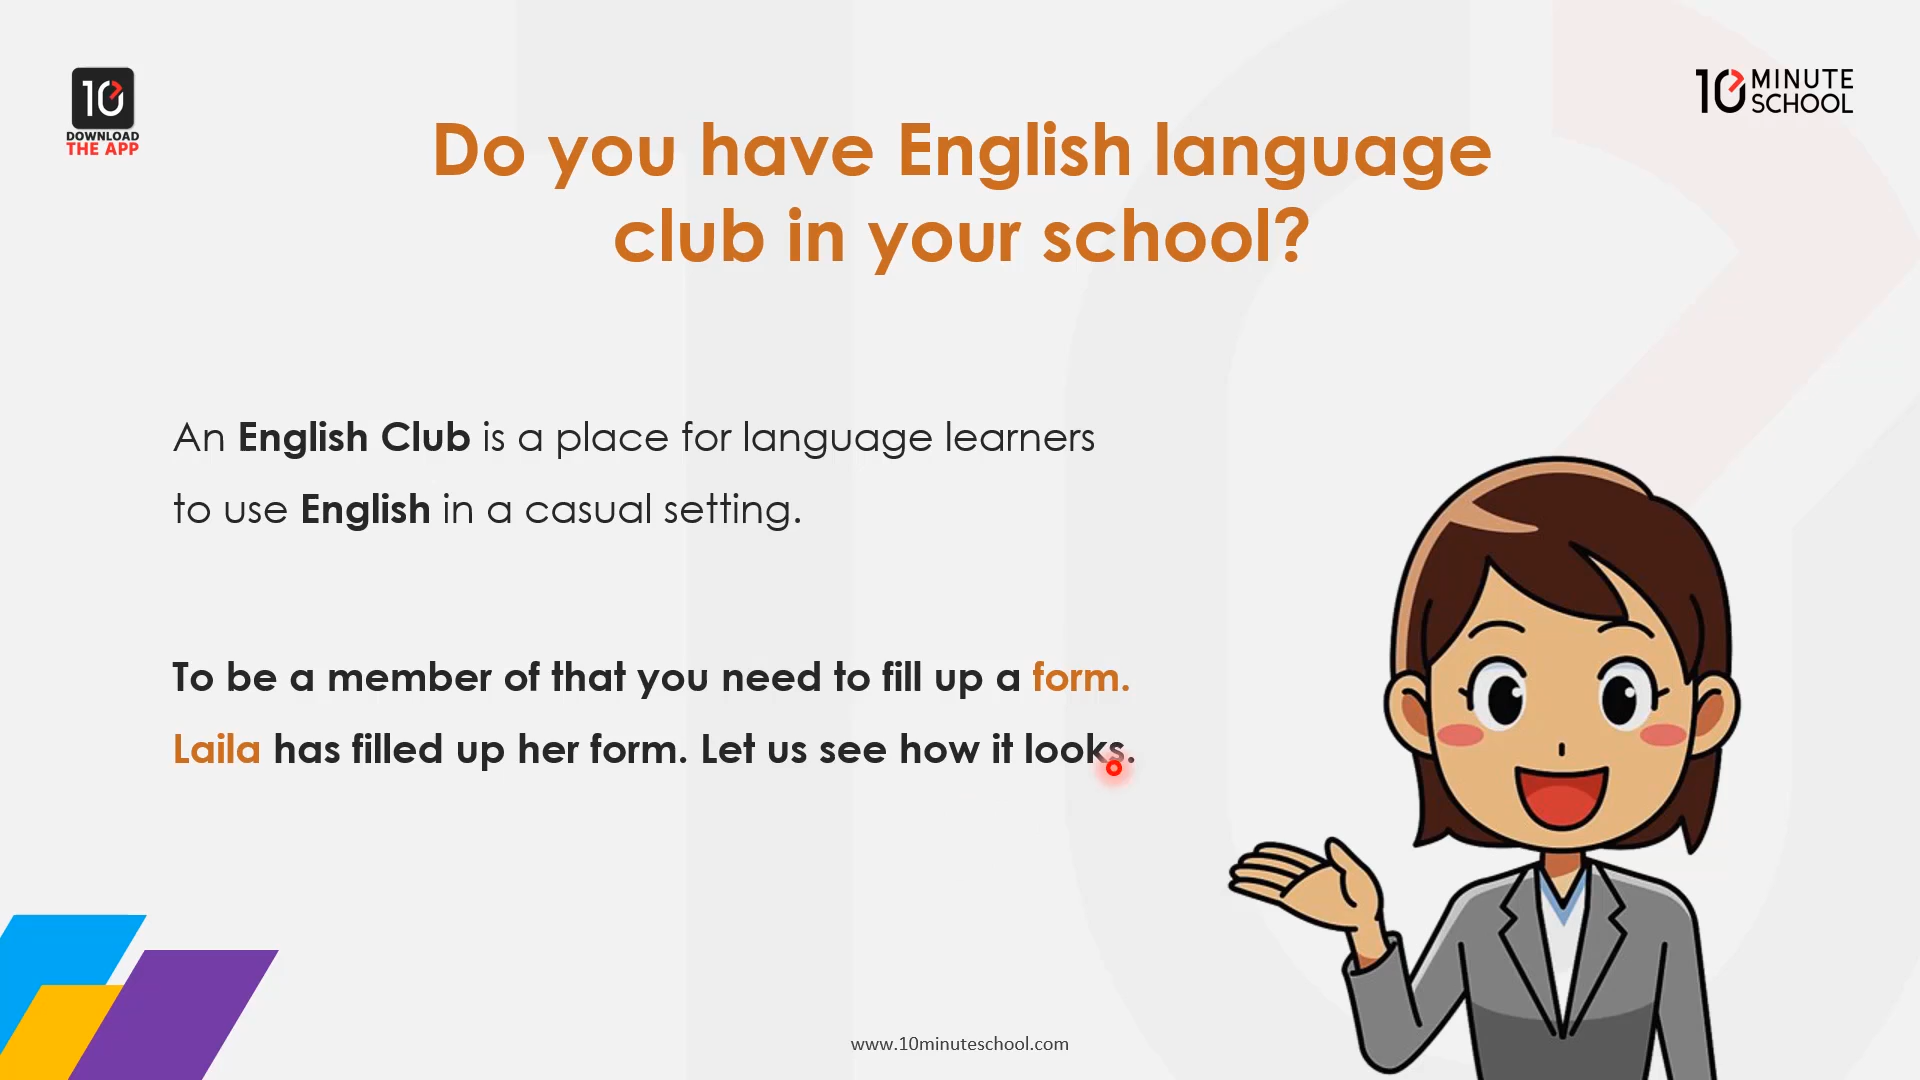 10
DOWNLOAD
THE APP
10 MINUTE
SCHOOL
Do you have English language
club in your school?
An English Club is a place for language learners
to use English in a casual setting.
To be a member of that you need to fill up a form.
Laila has filled up her form. Let us see how it looks.
www.10minuteschool.com